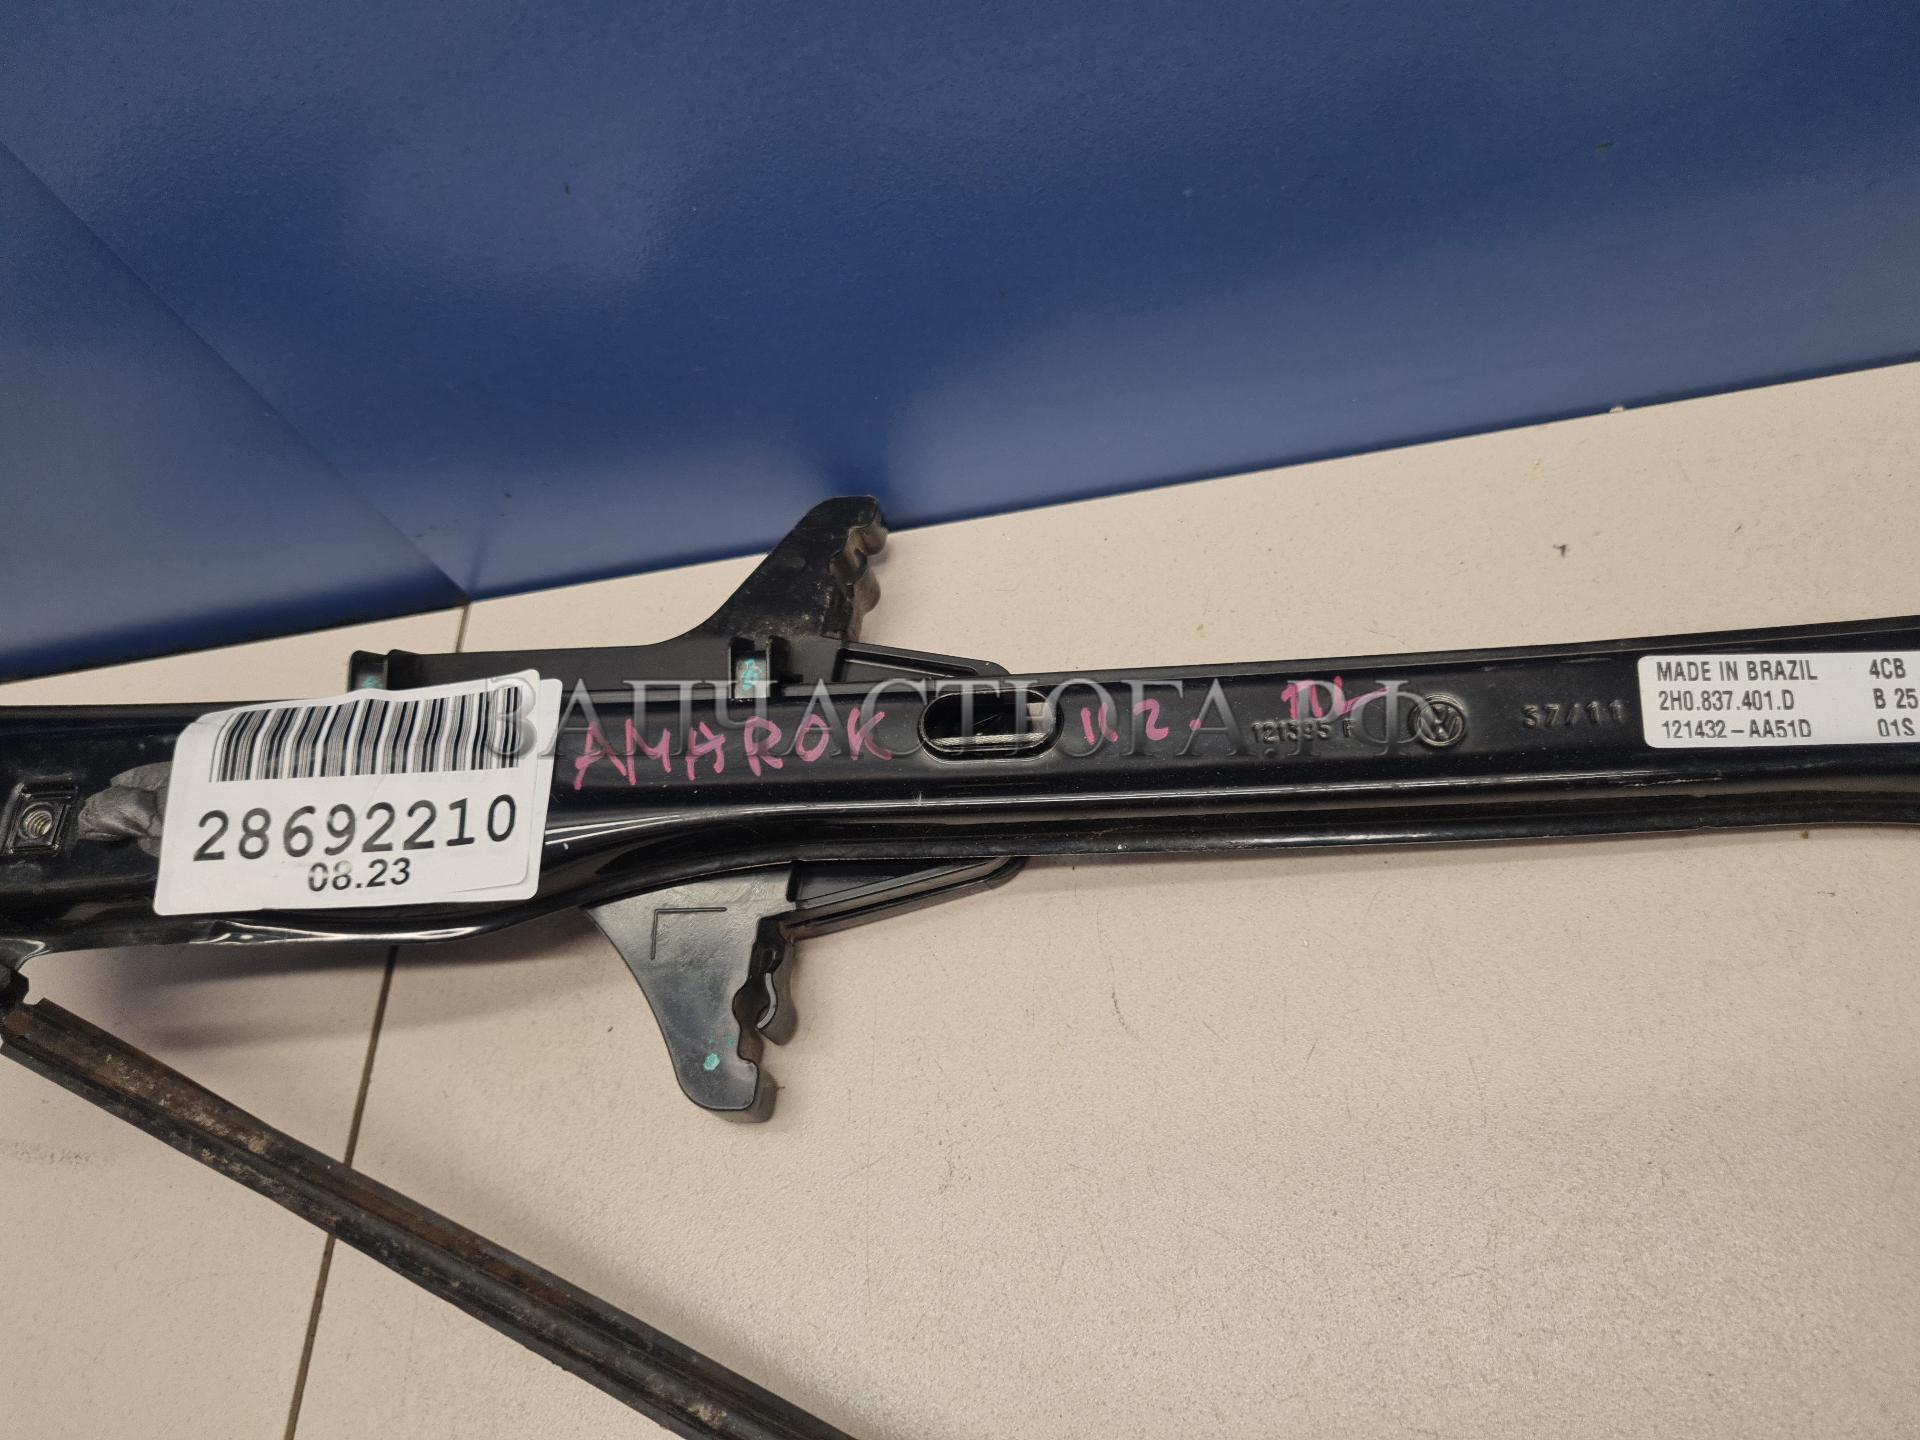 ЗАПЧАСТЮГА.РФ
MADE IN BRAZIL 4CB
2H0.837.401.D B 25
121432-AA51D 01S
37/11
121395 F
AMAROK 11 2.
28692210
08.23